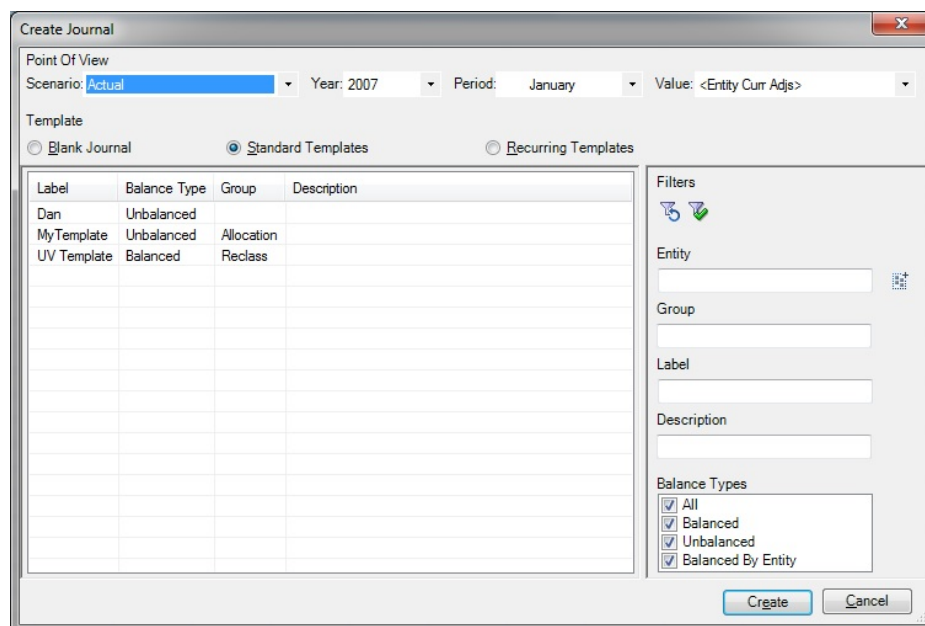 Create Journal
Point Of View
Scenario: Actual Year: 2007 Period: January Value: <Entity Curr Adjs>
Template
Blank Journal Standard Templates Recurring Templates
Label Balance Type Group Description
Dan Unbalanced
MyTemplate Unbalanced Allocation
UV Template Balanced Reclass
Filters
Entity
Group
Label
Description
Balance Types
All
Balanced
Unbalanced
Balanced By Entity
Create Cancel